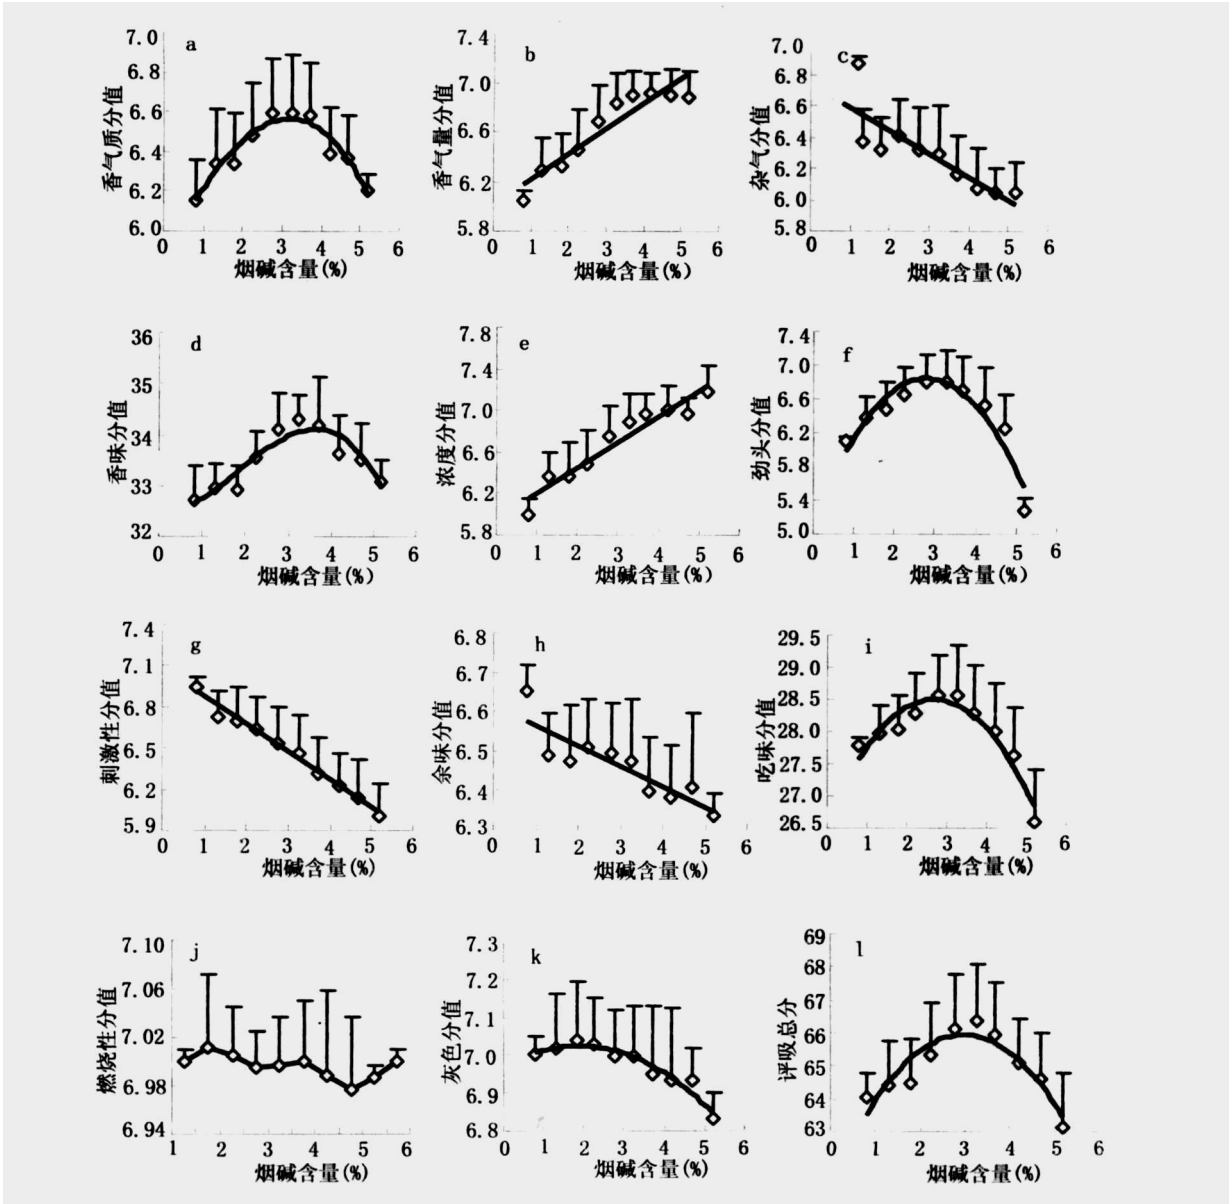 a
香气质分值
7.0
6.8
6.6
6.4
6.2
6.0
0 1 2 3 4 5 6
烟碱含量(%)
b
香气量分值
7.4
7.0
6.6
6.2
5.8
0 1 2 3 4 5 6
烟碱含量(%)
c
杂气分值
7.0
6.8
6.6
6.4
6.2
6.0
5.8
0 1 2 3 4 5 6
烟碱含量(%)
d
香味分值
36
35
34
33
32
0 1 2 3 4 5 6
烟碱含量(%)
e
浓度分值
7.8
7.4
7.0
6.6
6.2
5.8
0 1 2 3 4 5 6
烟碱含量(%)
f
劲头分值
7.4
7.0
6.6
6.2
5.8
5.4
5.0
0 1 2 3 4 5 6
烟碱含量(%)
g
刺激性分值
7.4
7.1
6.8
6.5
6.2
5.9
0 1 2 3 4 5 6
烟碱含量(%)
h
余味分值
6.8
6.7
6.6
6.5
6.4
6.3
0 1 2 3 4 5 6
烟碱含量(%)
i
吃味分值
29.5
29.0
28.5
28.0
27.5
27.0
26.5
0 1 2 3 4 5 6
烟碱含量(%)
j
燃烧性分值
7.10
7.06
7.02
6.98
6.94
1 2 3 4 5 6
烟碱含量(%)
k
灰色分值
7.3
7.2
7.1
7.0
6.9
6.8
0 1 2 3 4 5 6
烟碱含量(%)
l
评吸总分
69
68
67
66
65
64
63
0 1 2 3 4 5 6
烟碱含量(%)